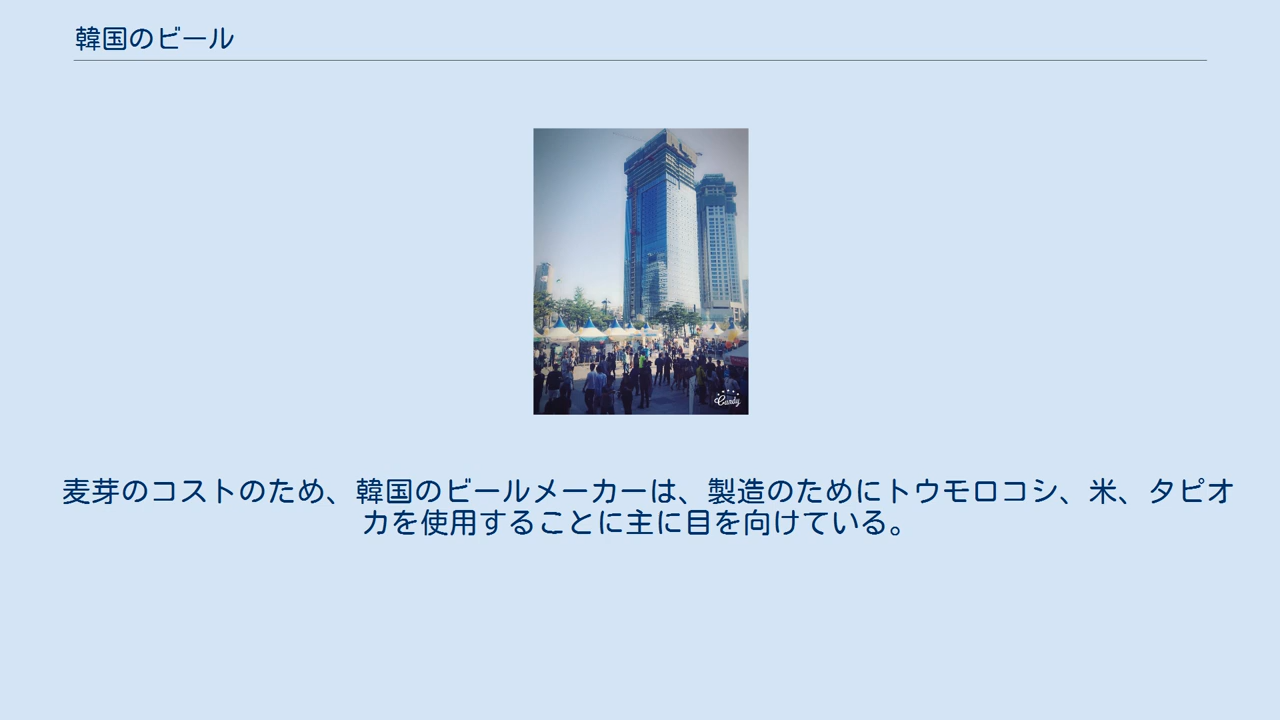 韓国のビール
Candy
麦芽のコストのため、韓国のビールメーカーは、製造のためにトウモロコシ、米、タピオ
カを使用することに主に目を向けている。